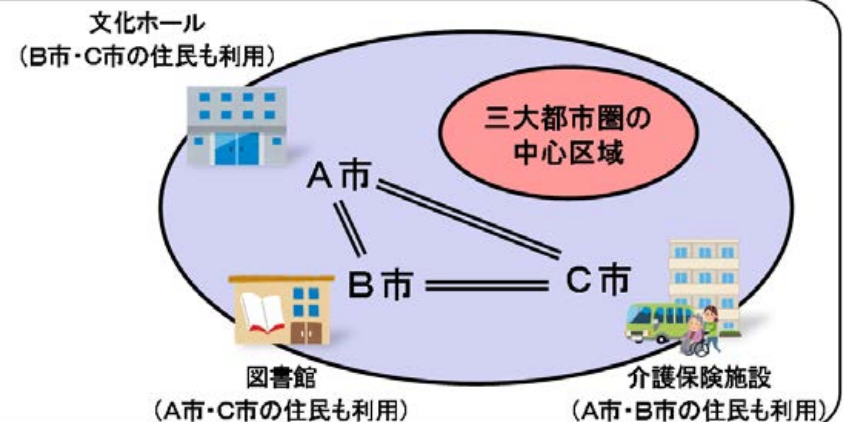 文化ホール
(B市・C市の住民も利用)
三大都市圏の
中心区域
A市
B市
C市
図書館
(A市・C市の住民も利用)
介護保険施設
(A市・B市の住民も利用)